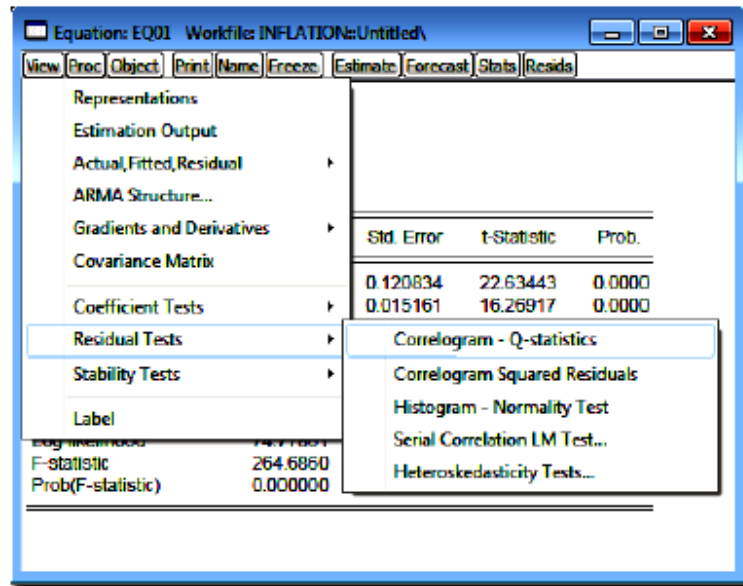 Equation: EQ01 Workfile: INFLATION::Untitled\
View Proc Object Print Name Freeze Estimate Forecast Stats Resids
Representations
Estimation Output
Actual,Fitted,Residual
ARMA Structure...
Gradients and Derivatives
Covariance Matrix
Coefficient Tests
Residual Tests
Stability Tests
Label
Std. Error t-Statistic Prob.
0.120834 22.63443 0.0000
0.015161 16.26917 0.0000
Correlogram - Q-statistics
Correlogram Squared Residuals
Histogram - Normality Test
Serial Correlation LM Test...
Heteroskedasticity Tests...
F-statistic 264.6860
Prob(F-statistic) 0.000000